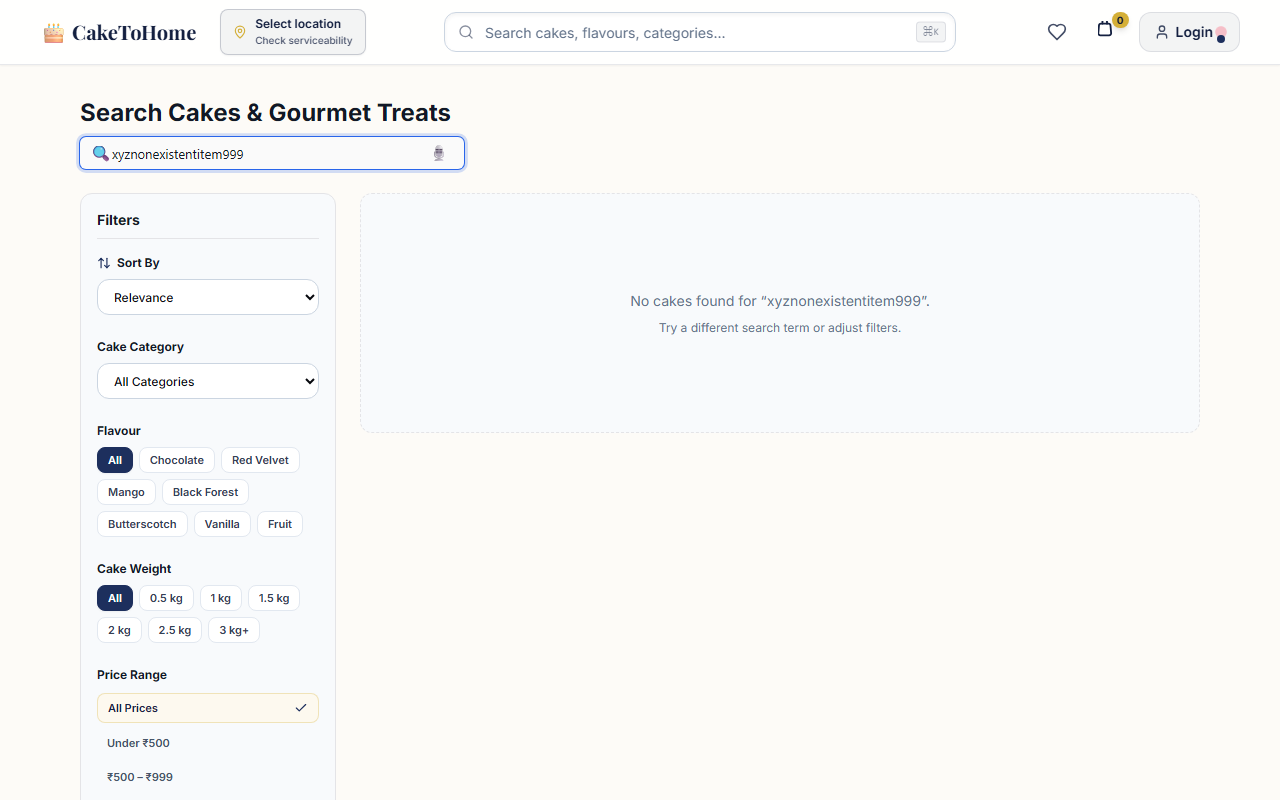 CakeToHome
Select location
Check serviceability
Search cakes, flavours, categories...
⌘K
0
Login
Search Cakes & Gourmet Treats
xyznonexistentitem999
Filters
Sort By
Relevance
Cake Category
All Categories
Flavour
All Chocolate Red Velvet
Mango Black Forest
Butterscotch Vanilla Fruit
Cake Weight
All 0.5 kg 1 kg 1.5 kg
2 kg 2.5 kg 3 kg+
Price Range
All Prices
Under ₹500
₹500 – ₹999
No cakes found for “xyznonexistentitem999”.
Try a different search term or adjust filters.